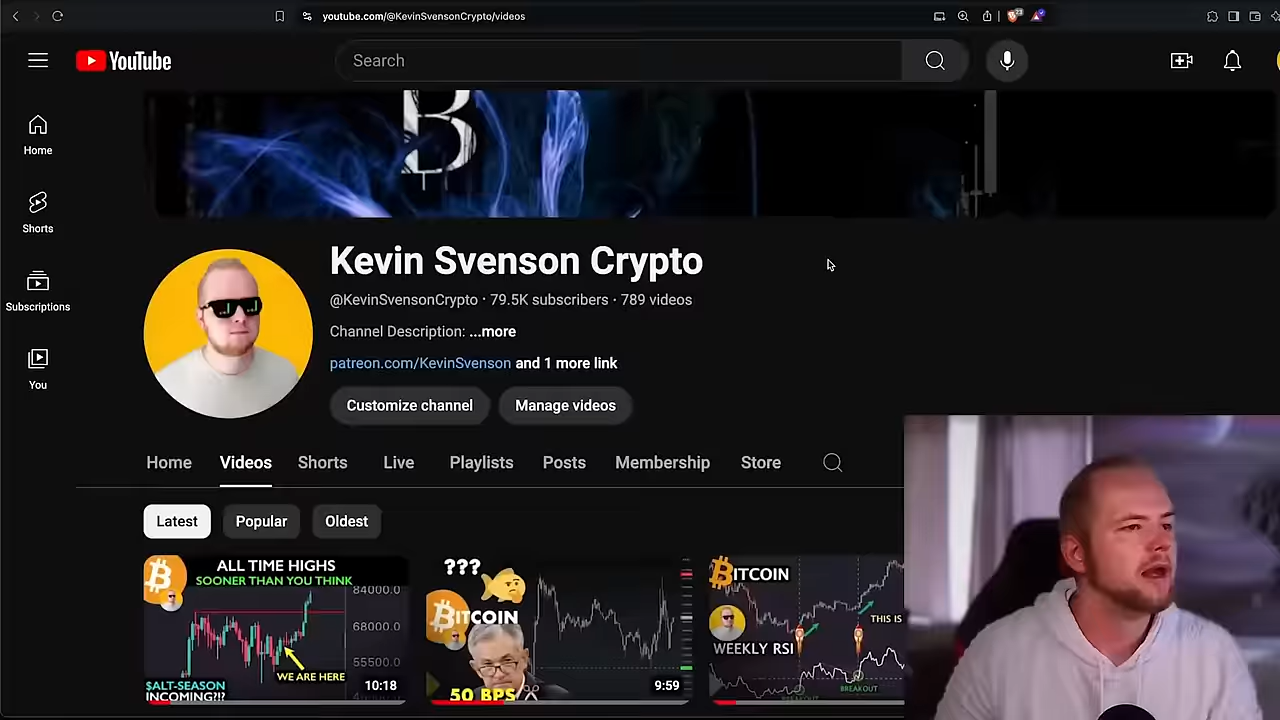 youtube.com/@KevinSvensonCrypto/videos
23
YouTube
Search
Home
Shorts
Subscriptions
You
B
Kevin Svenson Crypto
@KevinSvensonCrypto · 79.5K subscribers · 789 videos
Channel Description: ...more
patreon.com/KevinSvenson and 1 more link
Customize channel
Manage videos
Home
Videos
Shorts
Live
Playlists
Posts
Membership
Store
Latest
Popular
Oldest
ALL TIME HIGHS
SOONER THAN YOU THINK
84000.0
68000.0
55500.0
WE ARE HERE
$ALT-SEASON
INCOMING?!?
10:18
???
BITCOIN
50 BPS
9:59
BITCOIN
THIS IS
WEEKLY RSI
BREAKOUT
BREAKOUT